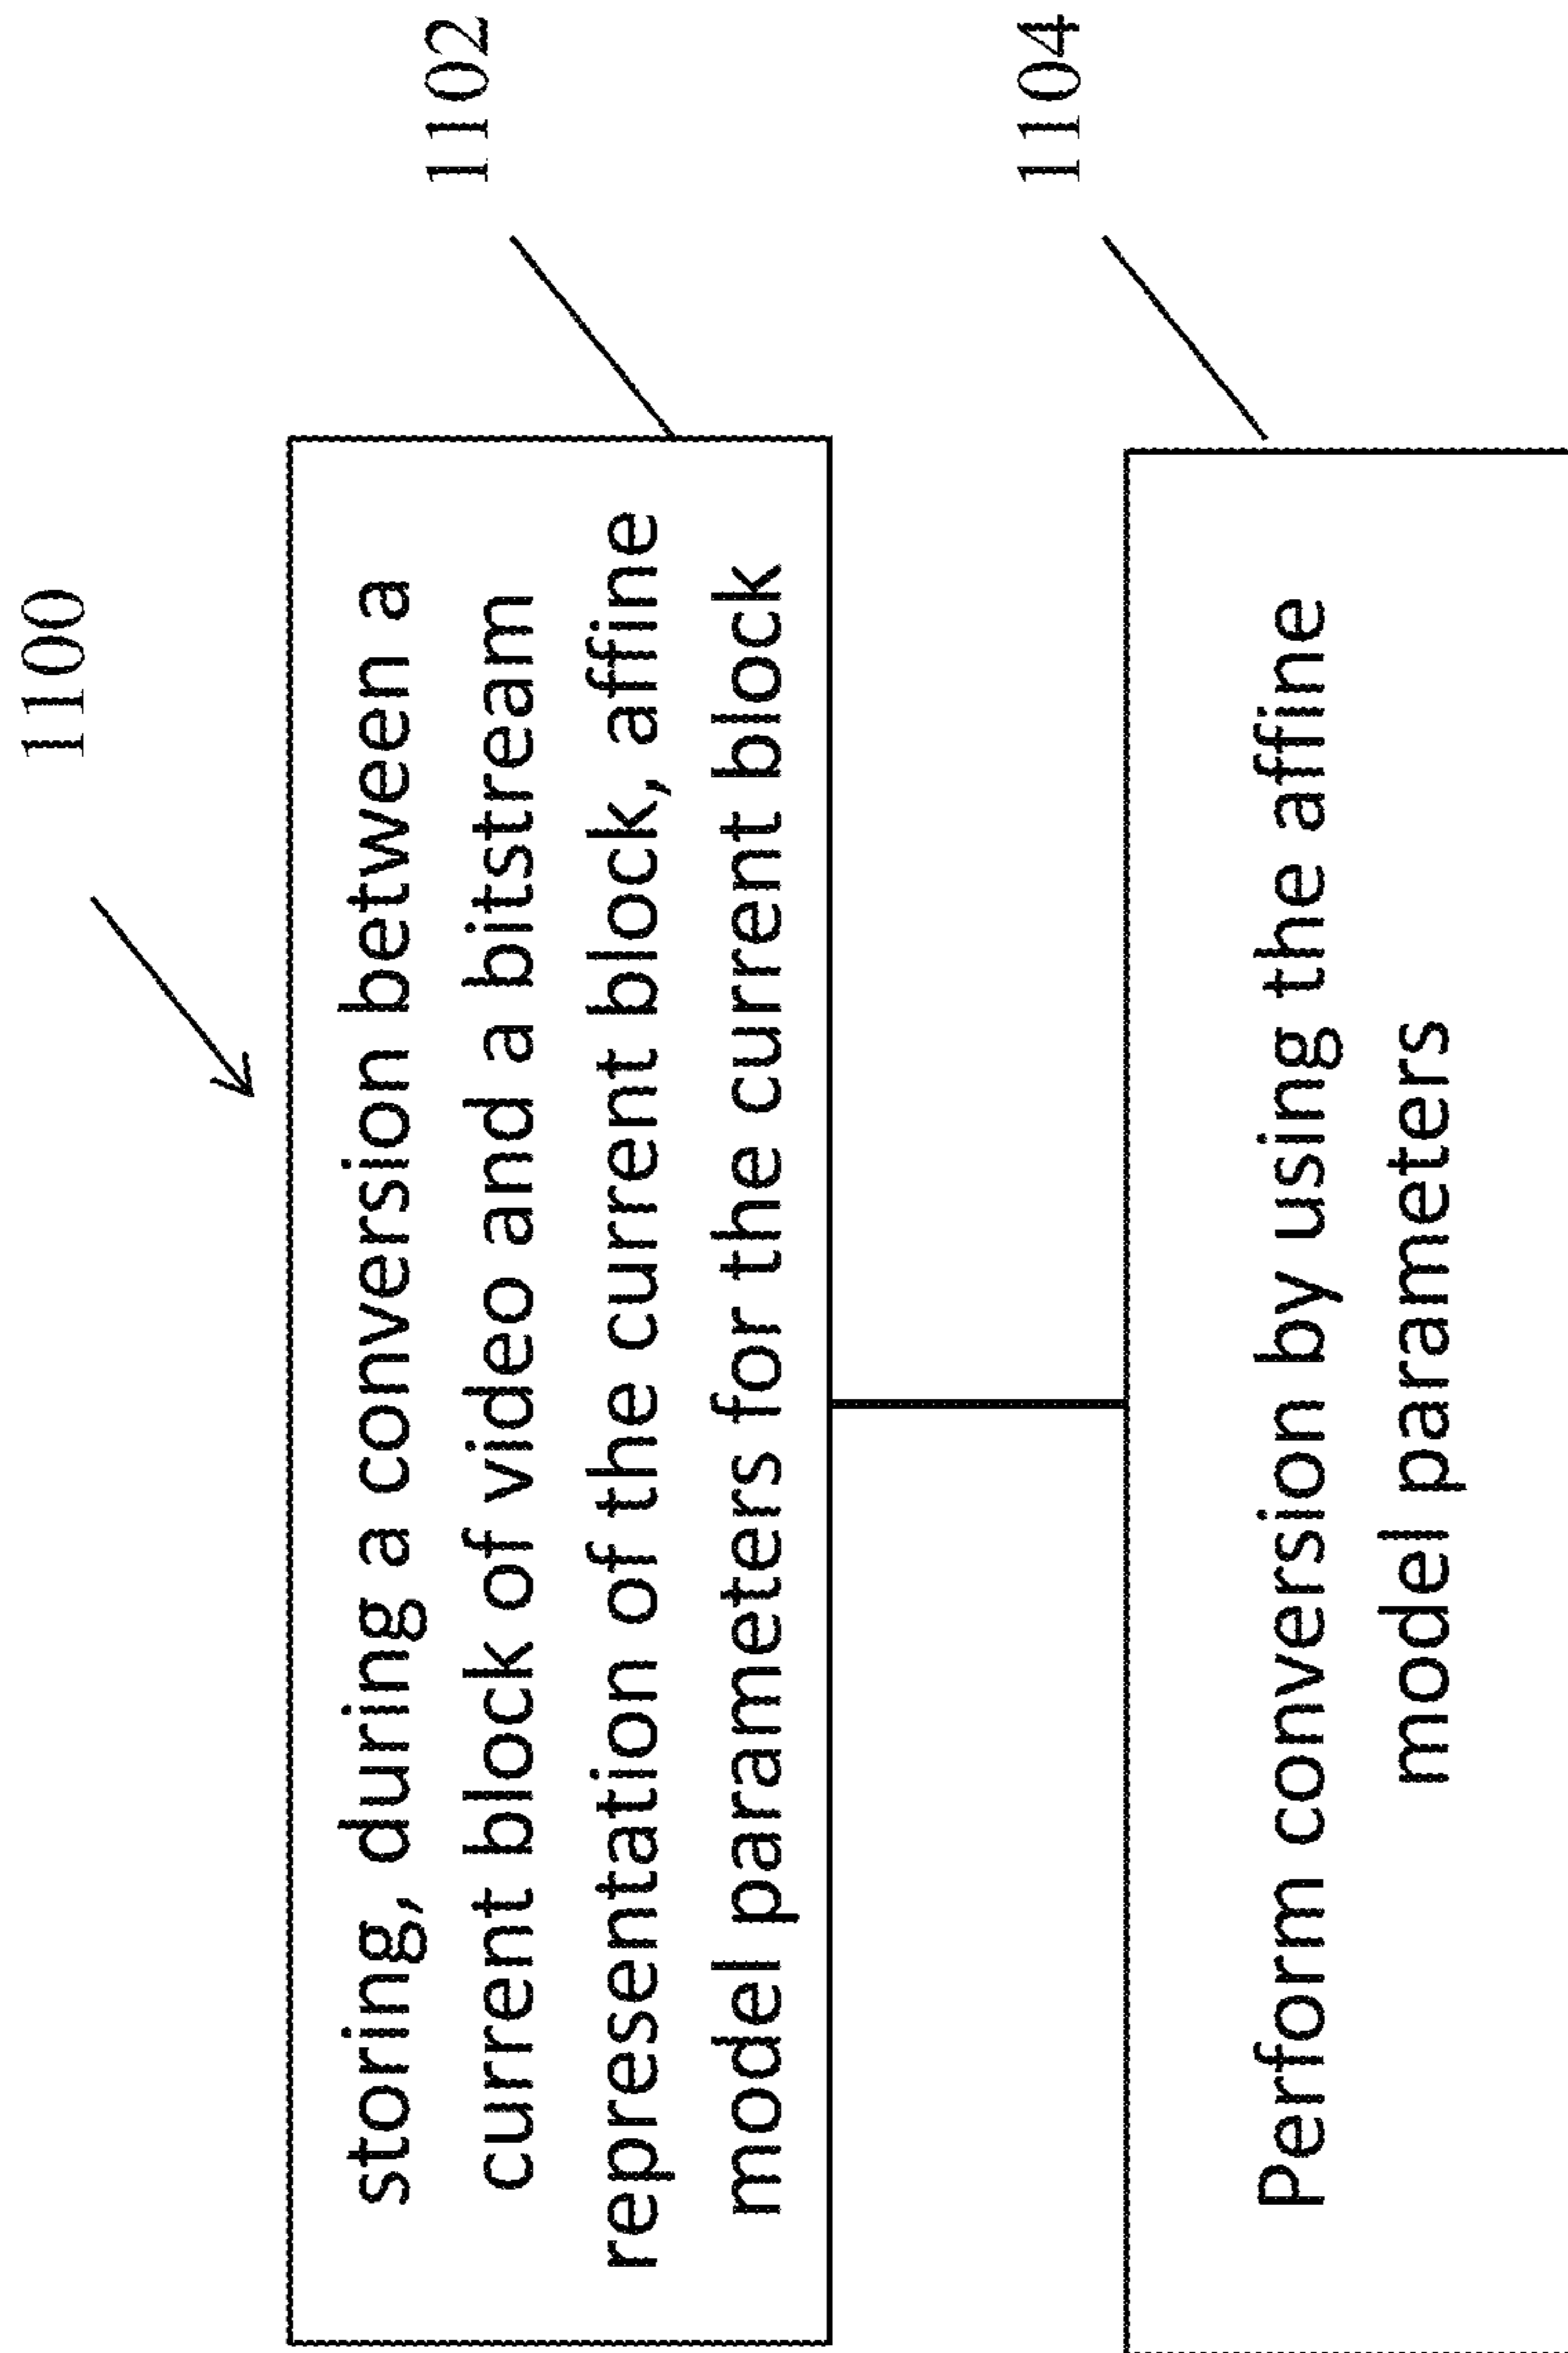 1100
storing, during a conversion between a
current block of video and a bitstream
representation of the current block, affine
model parameters for the current block
1102
Perform conversion by using the affine
model parameters
1104